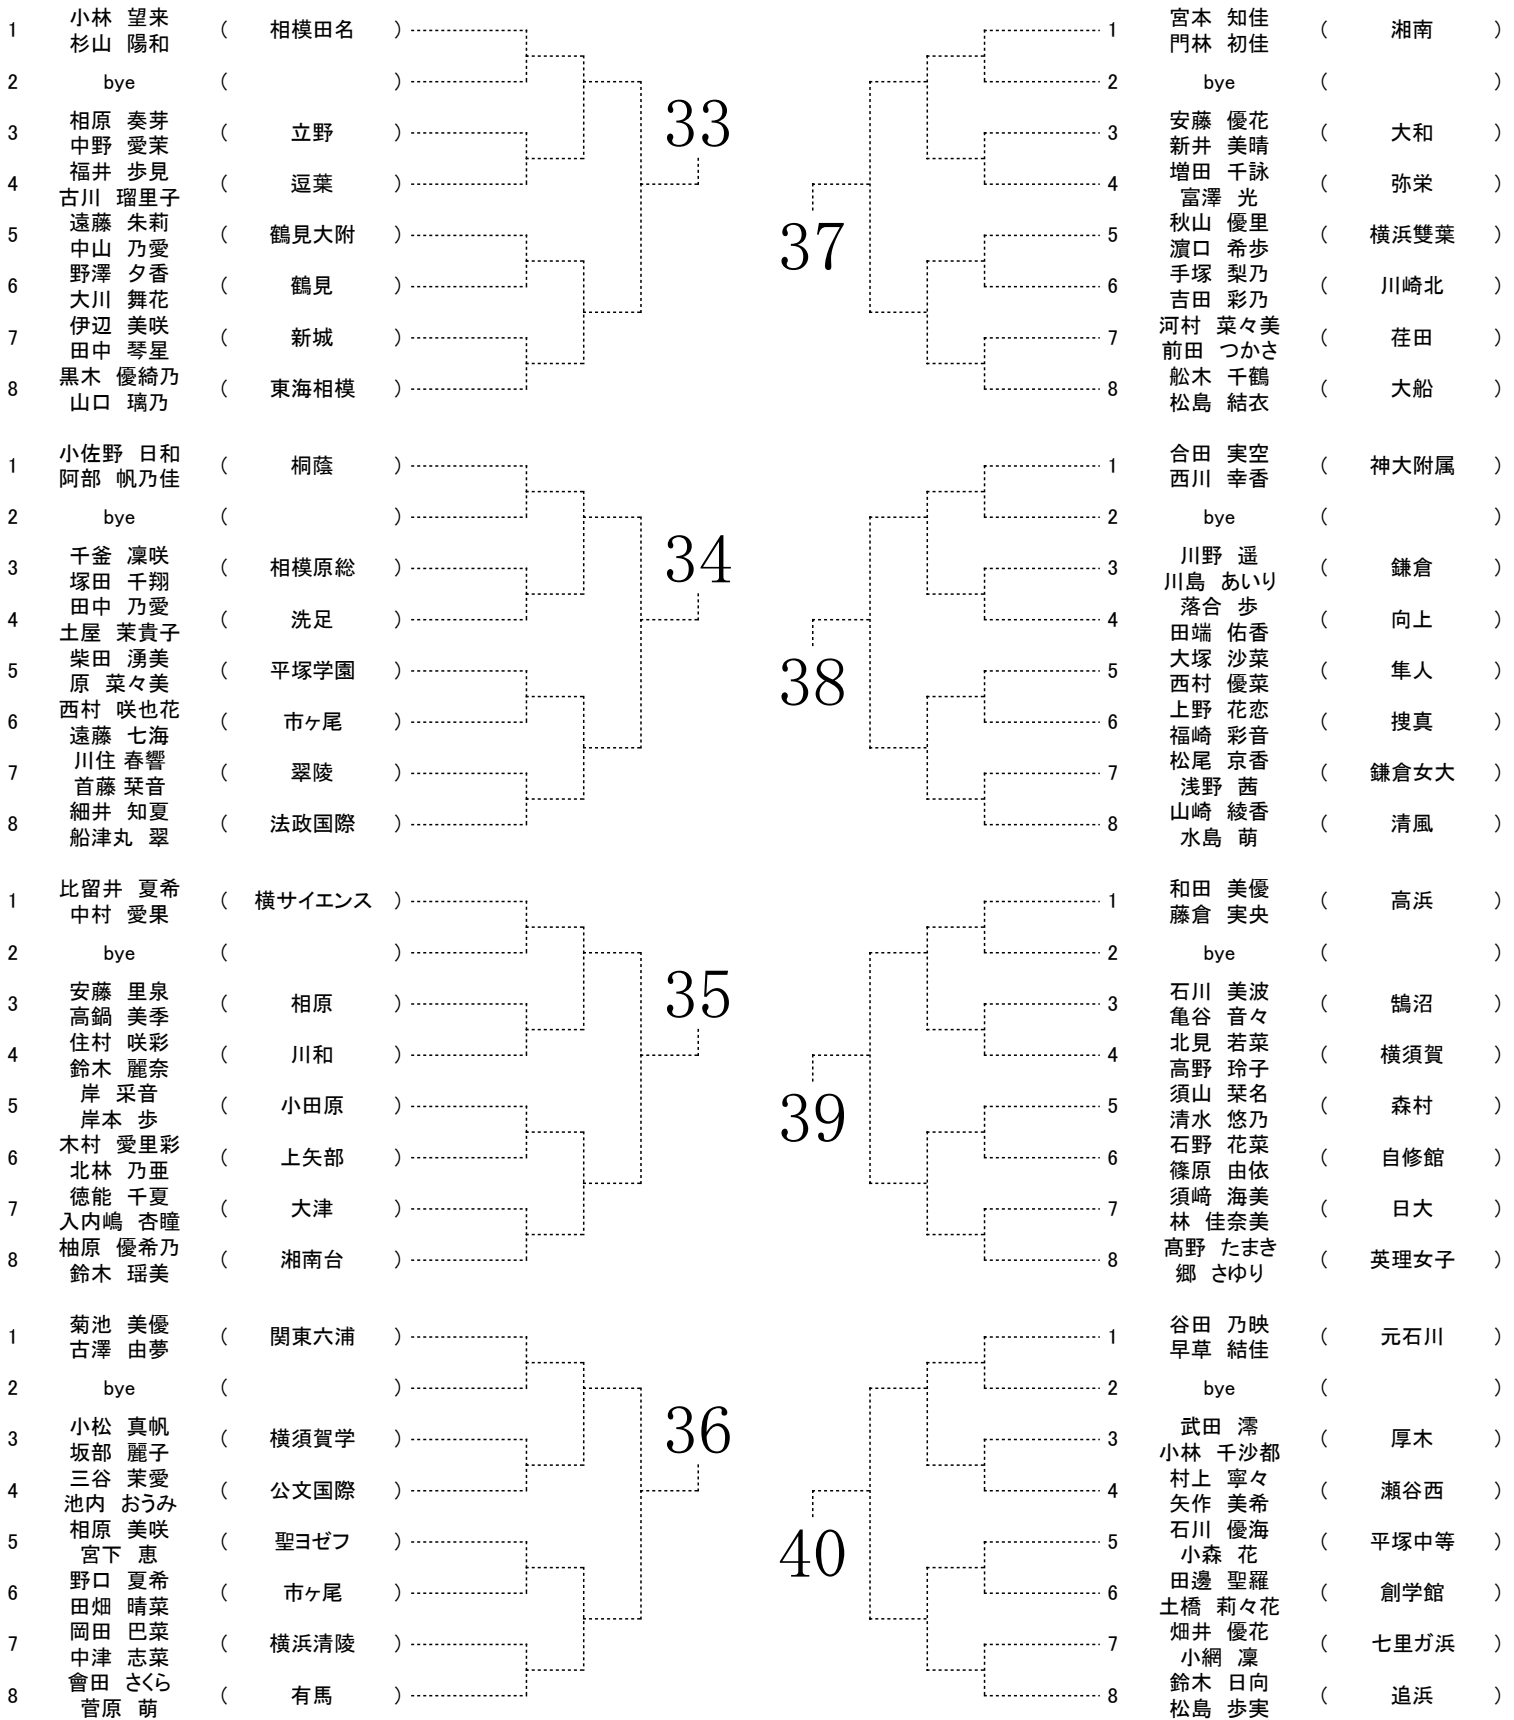 1 小林 望来 ( 相模田名 )
杉山 陽和
2 bye ( )
3 相原 奏芽 ( 立野 )
中野 愛茉
4 福井 歩見 ( 逗葉 )
古川 瑠里子
5 遠藤 朱莉 ( 鶴見大附 )
中山 乃愛
6 野澤 夕香 ( 鶴見 )
大川 舞花
7 伊辺 美咲 ( 新城 )
田中 琴星
8 黒木 優綺乃 ( 東海相模 )
山口 璃乃
33
1 小佐野 日和 ( 桐蔭 )
阿部 帆乃佳
2 bye ( )
3 千釜 凜咲 ( 相模原総 )
塚田 千翔
4 田中 乃愛 ( 洗足 )
土屋 茉貴子
5 柴田 湧美 ( 平塚学園 )
原 菜々美
6 西村 咲也花 ( 市ヶ尾 )
遠藤 七海
7 川住 春響 ( 翠陵 )
首藤 栞音
8 細井 知夏 ( 法政国際 )
船津丸 翠
34
1 比留井 夏希 ( 横サイエンス )
中村 愛果
2 bye ( )
3 安藤 里泉 ( 相原 )
高鍋 美季
4 住村 咲彩 ( 川和 )
鈴木 麗奈
5 岸 采音 ( 小田原 )
岸本 歩
6 木村 愛里彩 ( 上矢部 )
北林 乃亜
7 徳能 千夏 ( 大津 )
入内嶋 杏瞳
8 柚原 優希乃 ( 湘南台 )
鈴木 瑶美
35
1 菊池 美優 ( 関東六浦 )
古澤 由夢
2 bye ( )
3 小松 真帆 ( 横須賀学 )
坂部 麗子
4 三谷 茉愛 ( 公文国際 )
池内 おうみ
5 相原 美咲 ( 聖ヨゼフ )
宮下 恵
6 野口 夏希 ( 市ヶ尾 )
田畑 晴菜
7 岡田 巴菜 ( 横浜清陵 )
中津 志菜
8 會田 さくら ( 有馬 )
菅原 萌
36
1 宮本 知佳 ( 湘南 )
門林 初佳
2 bye ( )
3 安藤 優花 ( 大和 )
新井 美晴
4 増田 千詠 ( 弥栄 )
富澤 光
5 秋山 優里 ( 横浜雙葉 )
濵口 希歩
6 手塚 梨乃 ( 川崎北 )
吉田 彩乃
7 河村 菜々美 ( 荏田 )
前田 つかさ
8 舩木 千鶴 ( 大船 )
松島 結衣
37
1 合田 実空 ( 神大附属 )
西川 幸香
2 bye ( )
3 川野 遥 ( 鎌倉 )
川島 あいり
4 落合 歩 ( 向上 )
田端 佑香
5 大塚 沙菜 ( 隼人 )
西村 優菜
6 上野 花恋 ( 捜真 )
福崎 彩音
7 松尾 京香 ( 鎌倉女大 )
浅野 茜
8 山崎 綾香 ( 清風 )
水島 萌
38
1 和田 美優 ( 高浜 )
藤倉 実央
2 bye ( )
3 石川 美波 ( 鵠沼 )
亀谷 音々
4 北見 若菜 ( 横須賀 )
高野 玲子
5 須山 栞名 ( 森村 )
清水 悠乃
6 石野 花菜 ( 自修館 )
篠原 由依
7 須﨑 海美 ( 日大 )
林 佳奈美
8 髙野 たまき ( 英理女子 )
郷 さゆり
39
1 谷田 乃映 ( 元石川 )
早草 結佳
2 bye ( )
3 武田 澪 ( 厚木 )
小林 千沙都
4 村上 寧々 ( 瀬谷西 )
矢作 美希
5 石川 優海 ( 平塚中等 )
小森 花
6 田邊 聖羅 ( 創学館 )
土橋 莉々花
7 畑井 優花 ( 七里ガ浜 )
小網 凜
8 鈴木 日向 ( 追浜 )
松島 歩実
40